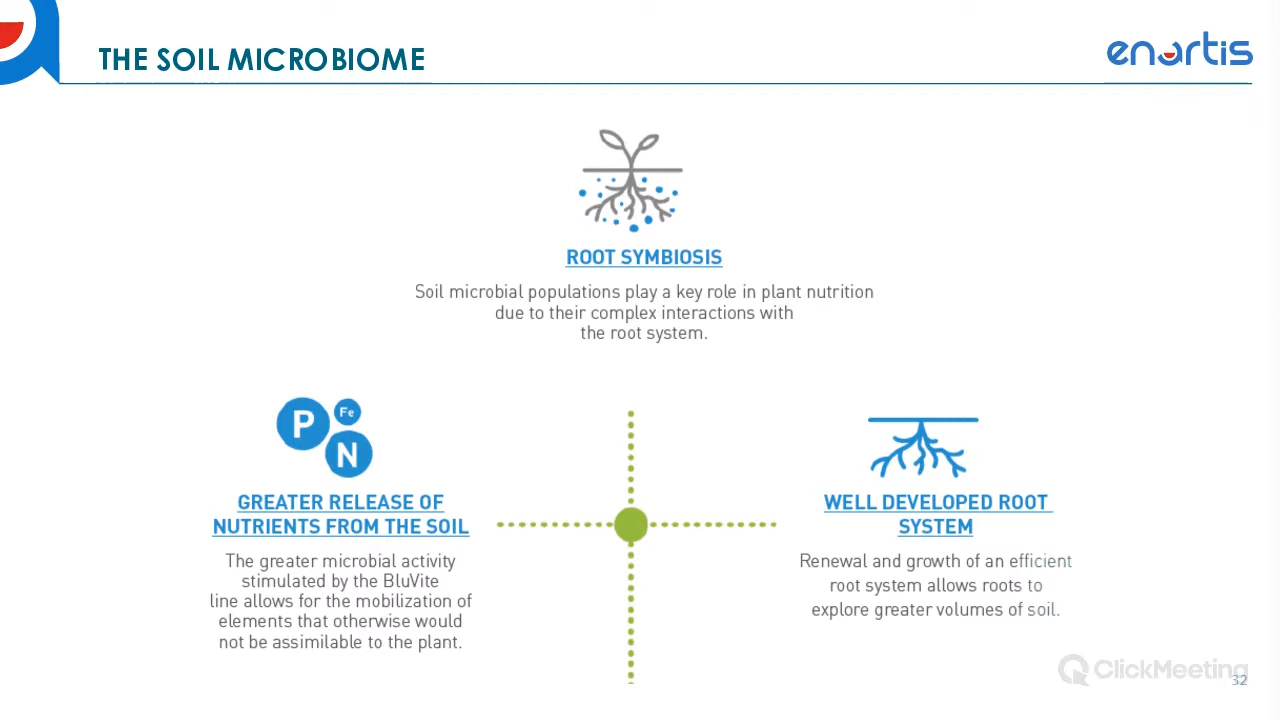 THE SOIL MICROBIOME
enartis
ROOT SYMBIOSIS
Soil microbial populations play a key role in plant nutrition
due to their complex interactions with
the root system.
P
Fe
N
GREATER RELEASE OF
NUTRIENTS FROM THE SOIL
The greater microbial activity
stimulated by the BluVite
line allows for the mobilization of
elements that otherwise would
not be assimilable to the plant.
WELL DEVELOPED ROOT
SYSTEM
Renewal and growth of an efficient
root system allows roots to
explore greater volumes of soil.
ClickMeeting
32